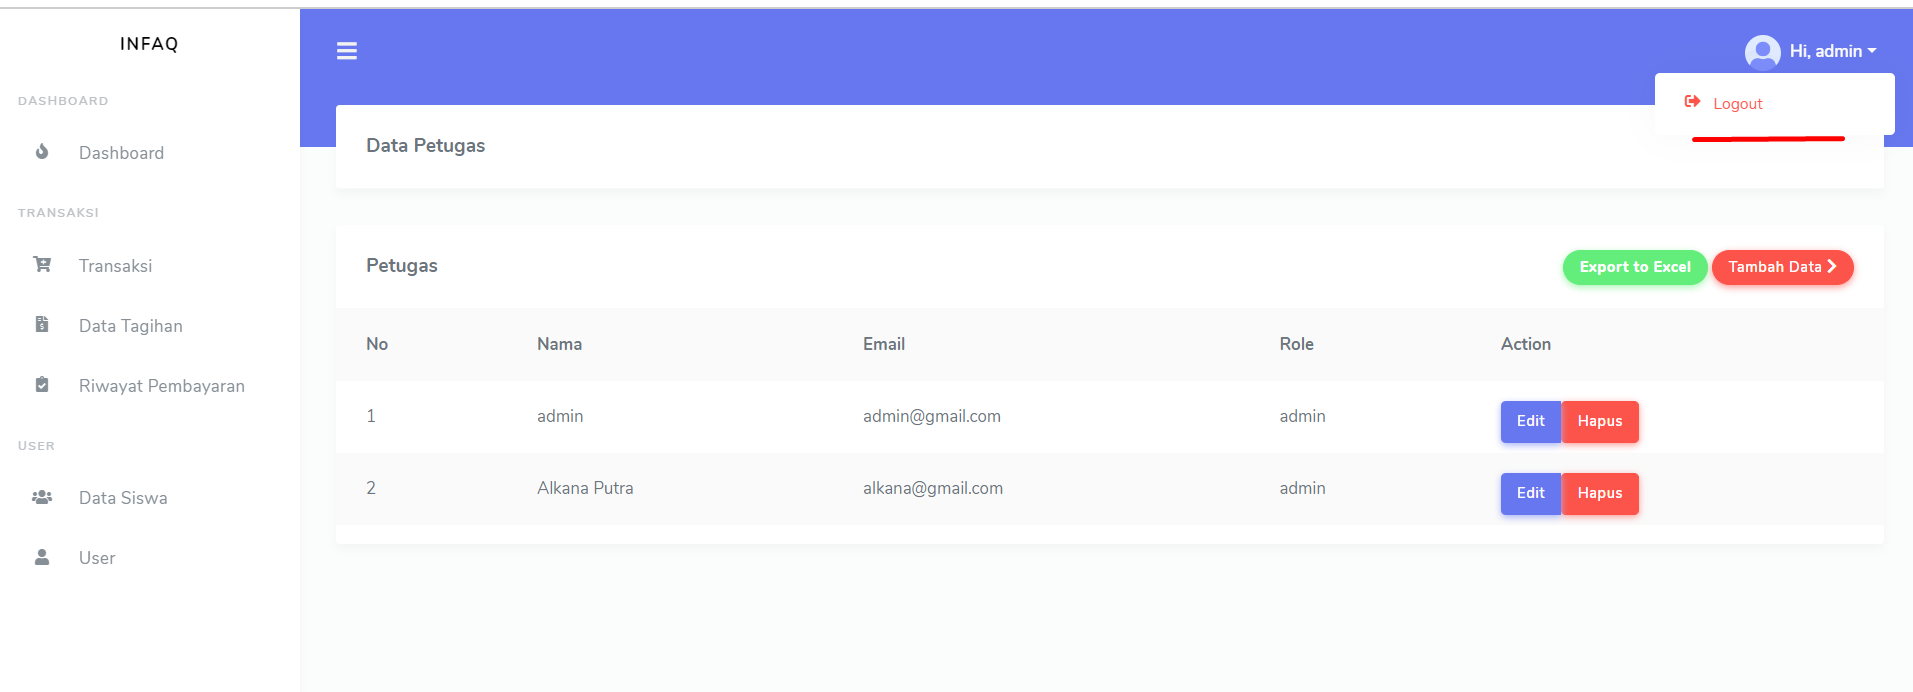 INFAQ
Hi, admin
Logout
DASHBOARD
Dashboard
TRANSAKSI
Transaksi
Data Tagihan
Riwayat Pembayaran
USER
Data Siswa
User
Data Petugas
Petugas
Export to Excel
Tambah Data
No Nama Email Role Action
1 admin admin@gmail.com admin Edit Hapus
2 Alkana Putra alkana@gmail.com admin Edit Hapus